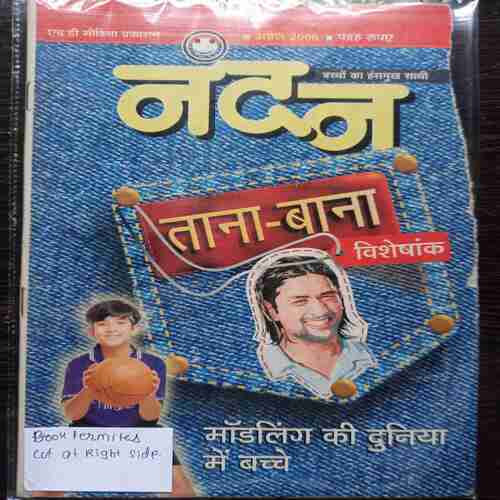 एच टी मीडिया प्रकाशन
अप्रैल 2006 ★ पंद्रह रुपए
बच्चों का हंसमुख साथी
नंदन
ताना-बाना
विशेषांक
मॉडलिंग की दुनिया
में बच्चे
Book termites
cut at Right side